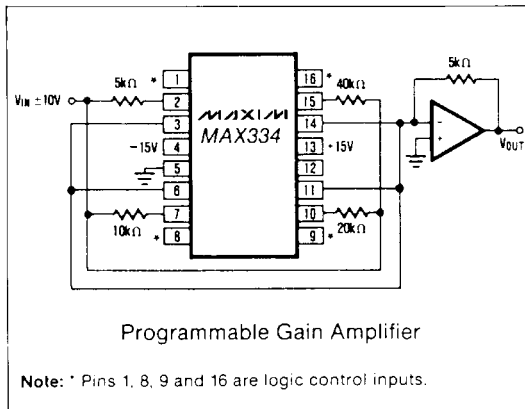 5kΩ
* 1
16 *
40kΩ
5kΩ
VIN ±10V
2
15
MAXIM
3
14
MAX334
−
+
VOUT
-15V
4
13
+15V
5
12
6
11
7
10
10kΩ
20kΩ
* 8
9 *
Programmable Gain Amplifier
Note: * Pins 1, 8, 9 and 16 are logic control inputs.